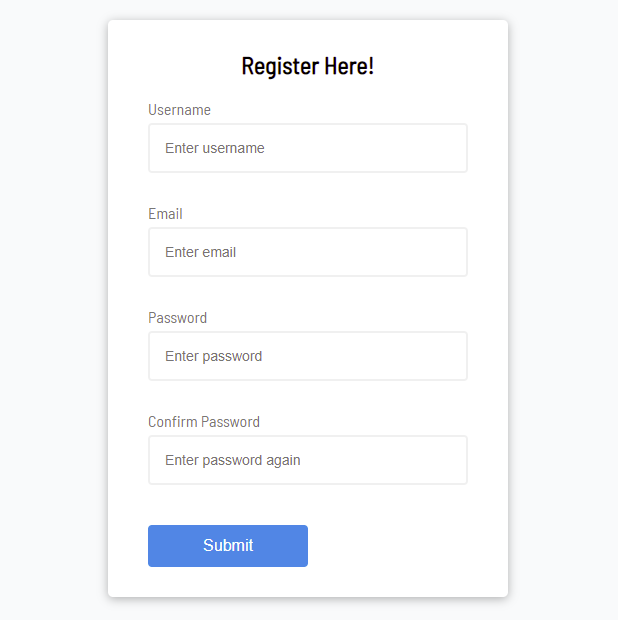 Register Here!
Username
Enter username
Email
Enter email
Password
Enter password
Confirm Password
Enter password again
Submit